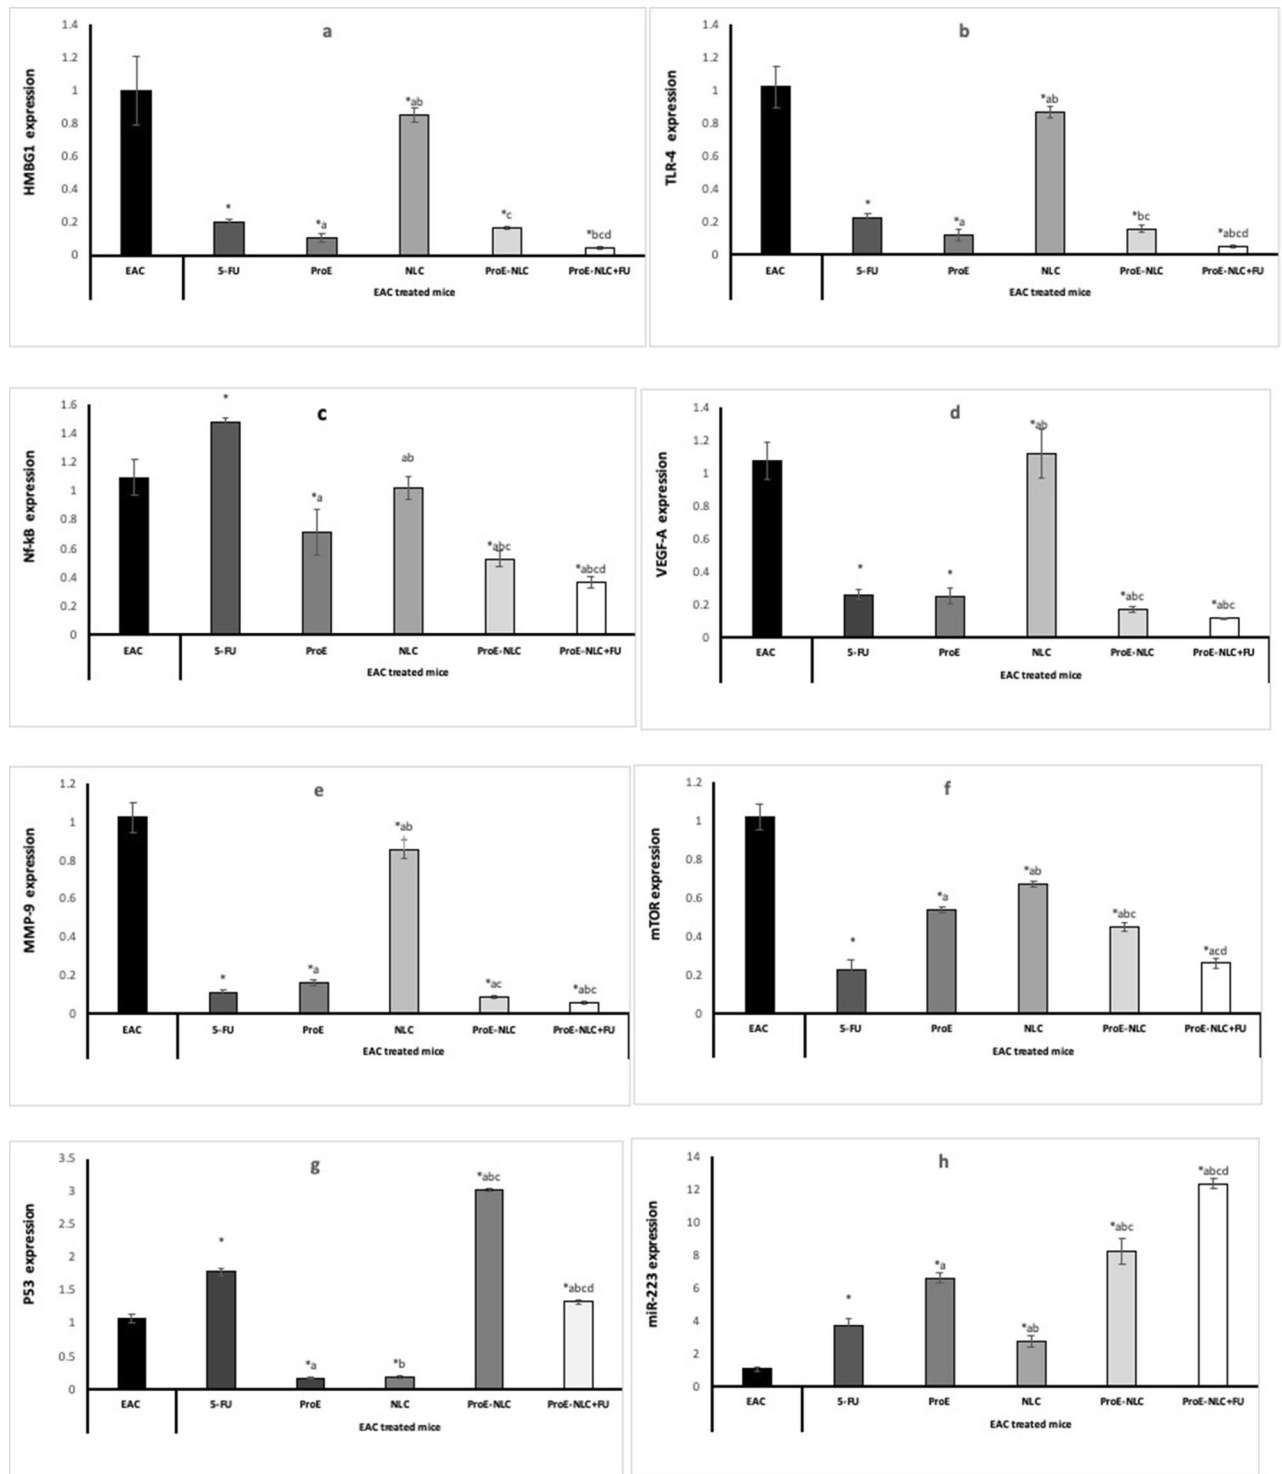 a
HMBG1 expression
1.4
1.2
1
0.8
0.6
0.4
0.2
0
*
*a
*ab
*c
*bcd
EAC
5-FU
ProE
NLC
ProE-NLC
ProE-NLC+FU
EAC treated mice
b
TLR-4 expression
1.4
1.2
1
0.8
0.6
0.4
0.2
0
*
*a
*ab
*bc
*abcd
EAC
5-FU
ProE
NLC
ProE-NLC
ProE-NLC+FU
EAC treated mice
c
Nf-kB expression
1.6
1.4
1.2
1
0.8
0.6
0.4
0.2
0
*
*a
ab
*abc
*abcd
EAC
5-FU
ProE
NLC
ProE-NLC
ProE-NLC+FU
EAC treated mice
d
VEGF-A expression
1.4
1.2
1
0.8
0.6
0.4
0.2
0
*
*
*ab
*abc
*abc
EAC
5-FU
ProE
NLC
ProE-NLC
ProE-NLC+FU
EAC treated mice
e
MMP-9 expression
1.2
1
0.8
0.6
0.4
0.2
0
*
*a
*ab
*ac
*abc
EAC
5-FU
ProE
NLC
ProE-NLC
ProE-NLC+FU
EAC treated mice
f
mTOR expression
1.2
1
0.8
0.6
0.4
0.2
0
*
*a
*ab
*abc
*acd
EAC
5-FU
ProE
NLC
ProE-NLC
ProE-NLC+FU
EAC treated mice
g
P53 expression
3.5
3
2.5
2
1.5
1
0.5
0
*
*a
*b
*abc
*abcd
EAC
5-FU
ProE
NLC
ProE-NLC
ProE-NLC+FU
EAC treated mice
h
miR-223 expression
14
12
10
8
6
4
2
0
*
*a
*ab
*abc
*abcd
EAC
5-FU
ProE
NLC
ProE-NLC
ProE-NLC+FU
EAC treated mice